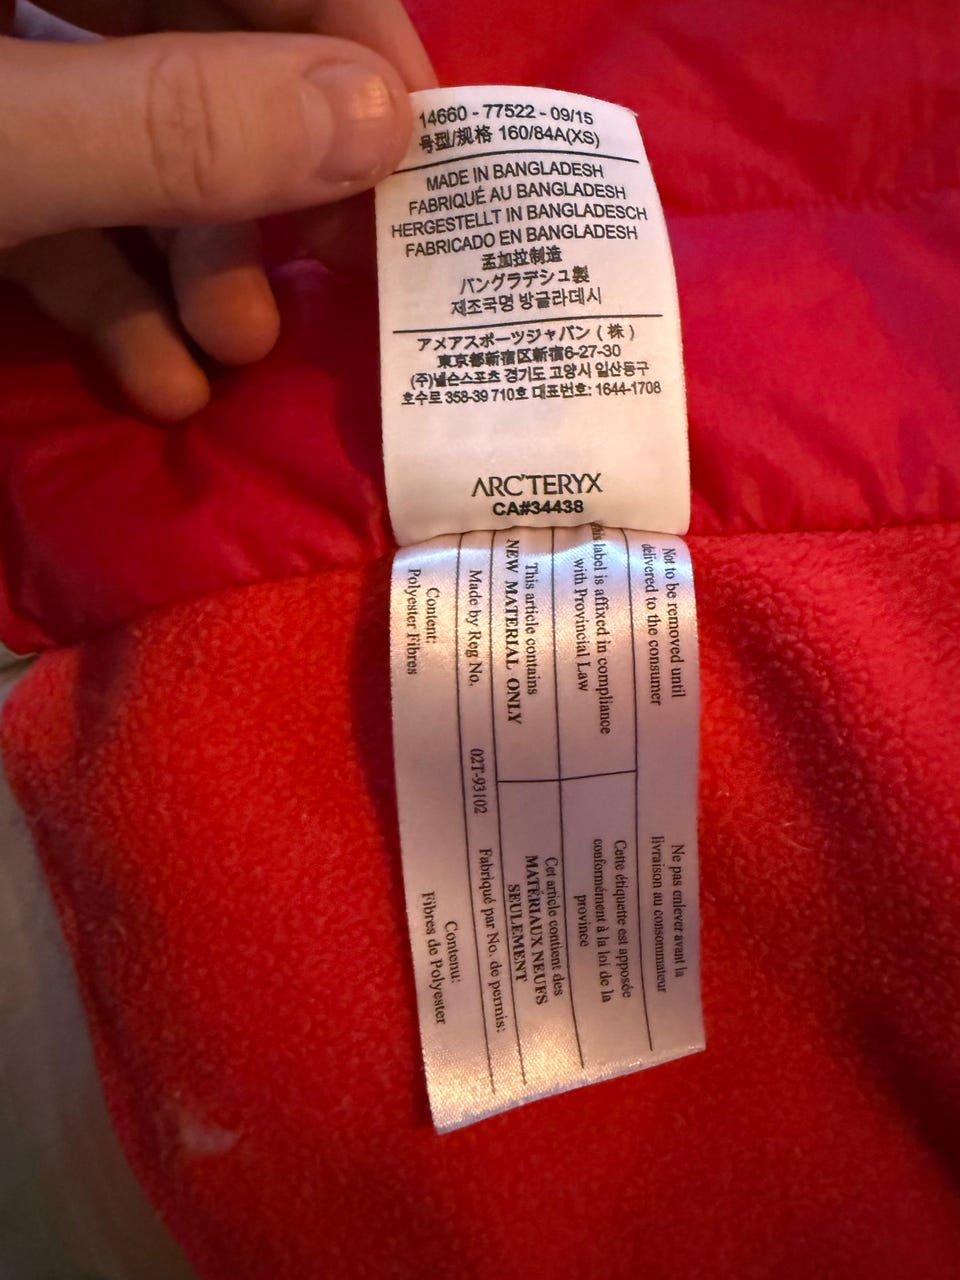 14660 - 77522 - 09/15
号型/规格 160/84A(XS)
MADE IN BANGLADESH
FABRIQUÉ AU BANGLADESH
HERGESTELLT IN BANGLADESCH
FABRICADO EN BANGLADESH
孟加拉制造
バングラデシュ製
제조국명 방글라데시
アメアスポーツジャパン ( 株 )
東京都新宿区新宿6-27-30
(주)넬슨스포츠 경기도 고양시 일산동구
호수로 358-39 710호 대표번호: 1644-1708
ARC'TERYX
CA#34438
Not to be removed until
delivered to the consumer
This label is affixed in compliance
with Provincial Law
This article contains
NEW MATERIAL ONLY
Made by Reg No. 02T-93102 Fabriqué par No. de permis:
Content:
Polyester Fibres
Ne pas enlever avant la
livraison au consommateur
Cette étiquette est apposée
conformément à la loi de la
province
Cet article contient des
MATÉRIAUX NEUFS
SEULEMENT
Contenu:
Fibres de Polyester